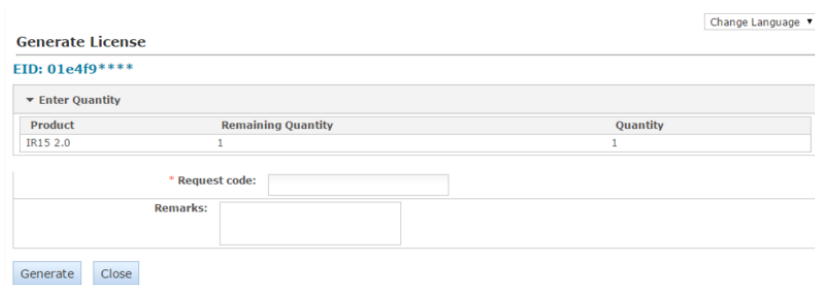 Change Language ▼
Generate License
EID: 01e4f9****
▼ Enter Quantity
Product Remaining Quantity Quantity
IR15 2.0 1 1
* Request code:
Remarks:
Generate Close